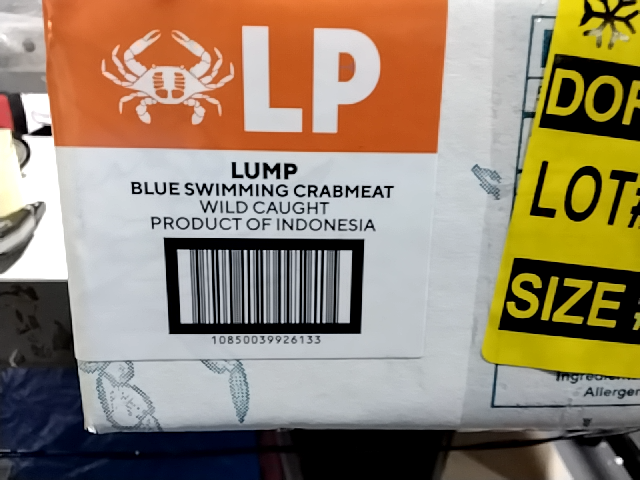 LP
LUMP
BLUE SWIMMING CRABMEAT
WILD CAUGHT
PRODUCT OF INDONESIA
10850039926133
LOT#
SIZE #
Allergen